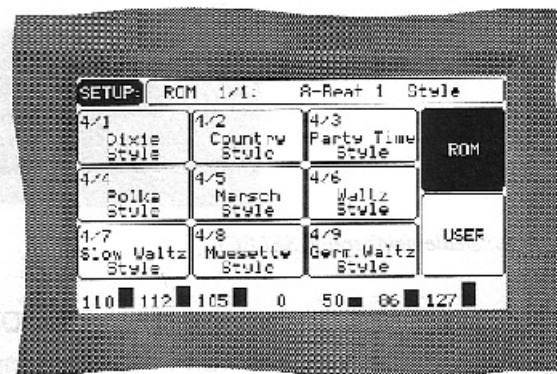 SETUP: ROM 1/1: 8-Beat 1 Style
4/1 Dixie Style
4/2 Country Style
4/3 Party Time Style
ROM
4/4 Polka Style
4/5 Marsch Style
4/6 Waltz Style
4/7 Slow Waltz Style
4/8 Musette Style
4/9 Germ.Waltz Style
USER
110 112 105 0 50 86 127